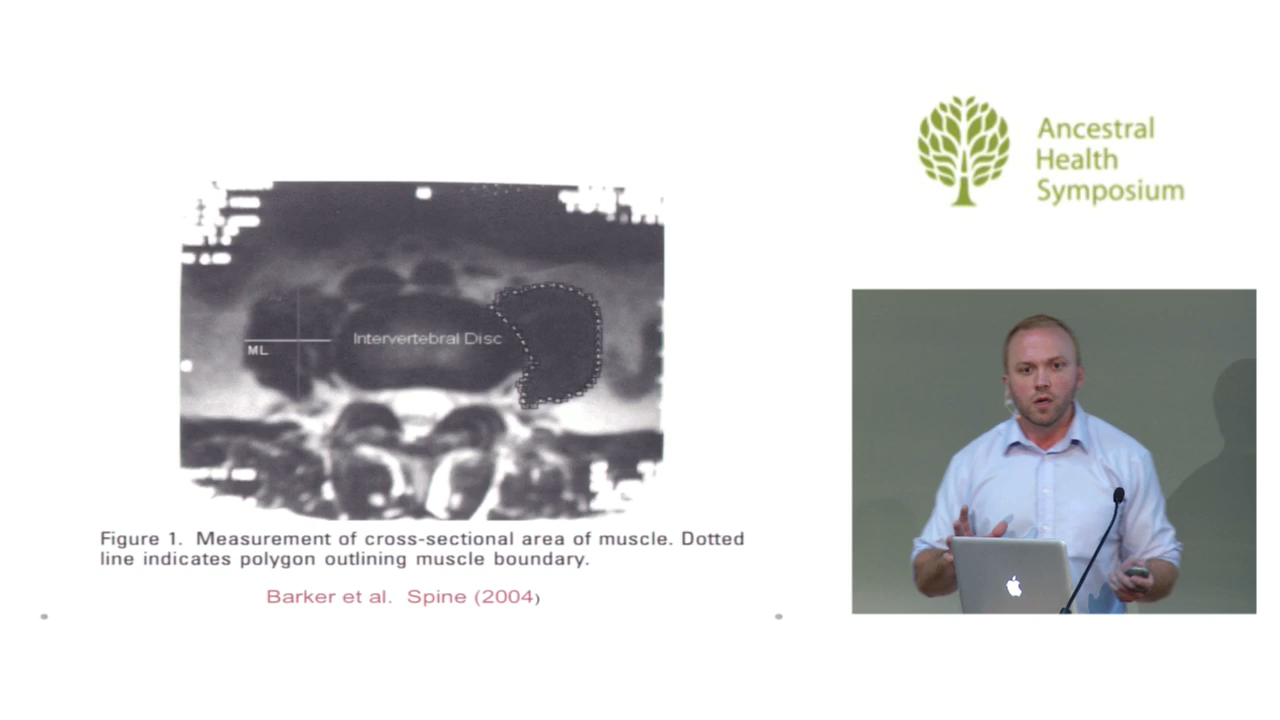 Ancestral
Health
Symposium
Intervertebral Disc
ML
Figure 1. Measurement of cross-sectional area of muscle. Dotted
line indicates polygon outlining muscle boundary.
Barker et al. Spine (2004)